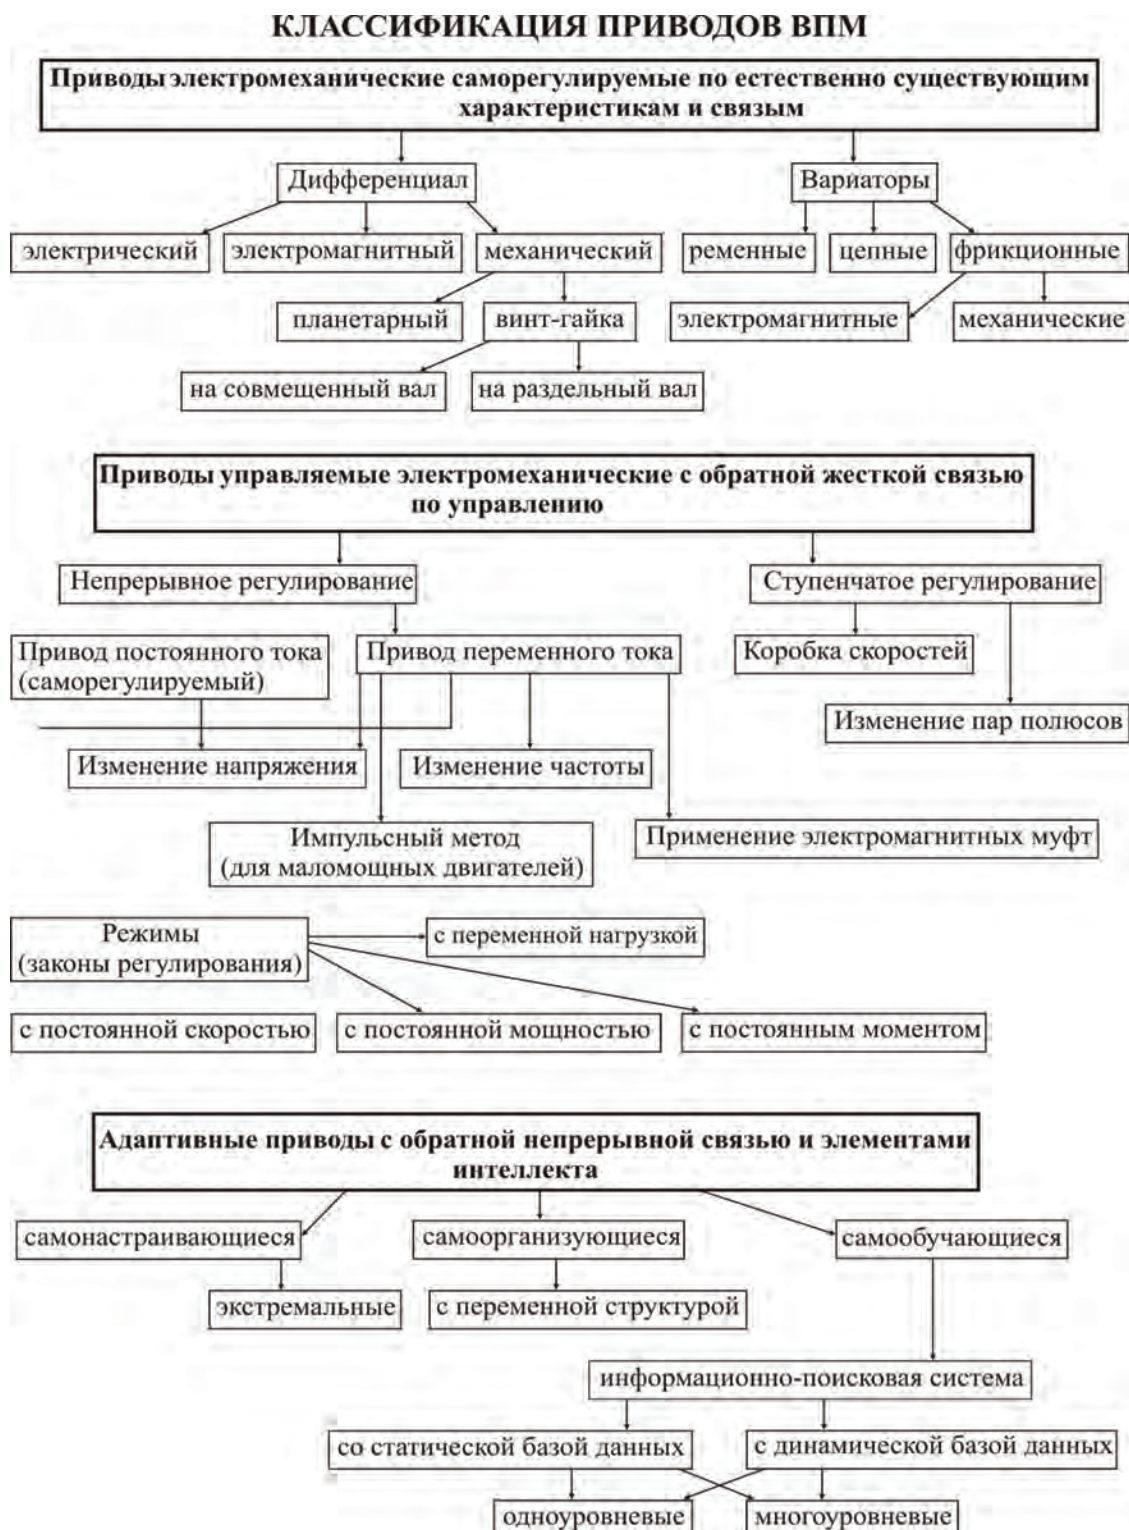 КЛАССИФИКАЦИЯ ПРИВОДОВ ВПМ
Приводы электромеханические саморегулируемые по естественно существующим
характеристикам и связым
Дифференциал
Вариаторы
электрический
электромагнитный
механический
ременные
цепные
фрикционные
планетарный
винт-гайка
электромагнитные
механические
на совмещенный вал
на раздельный вал
Приводы управляемые электромеханические с обратной жесткой связью
по управлению
Непрерывное регулирование
Ступенчатое регулирование
Привод постоянного тока
(саморегулируемый)
Привод переменного тока
Коробка скоростей
Изменение пар полюсов
Изменение напряжения
Изменение частоты
Импульсный метод
(для маломощных двигателей)
Применение электромагнитных муфт
Режимы
(законы регулирования)
с переменной нагрузкой
с постоянной скоростью
с постоянной мощностью
с постоянным моментом
Адаптивные приводы с обратной непрерывной связью и элементами
интеллекта
самонастраивающиеся
самоорганизующиеся
самообучающиеся
экстремальные
с переменной структурой
информационно-поисковая система
со статической базой данных
с динамической базой данных
одноуровневые
многоуровневые